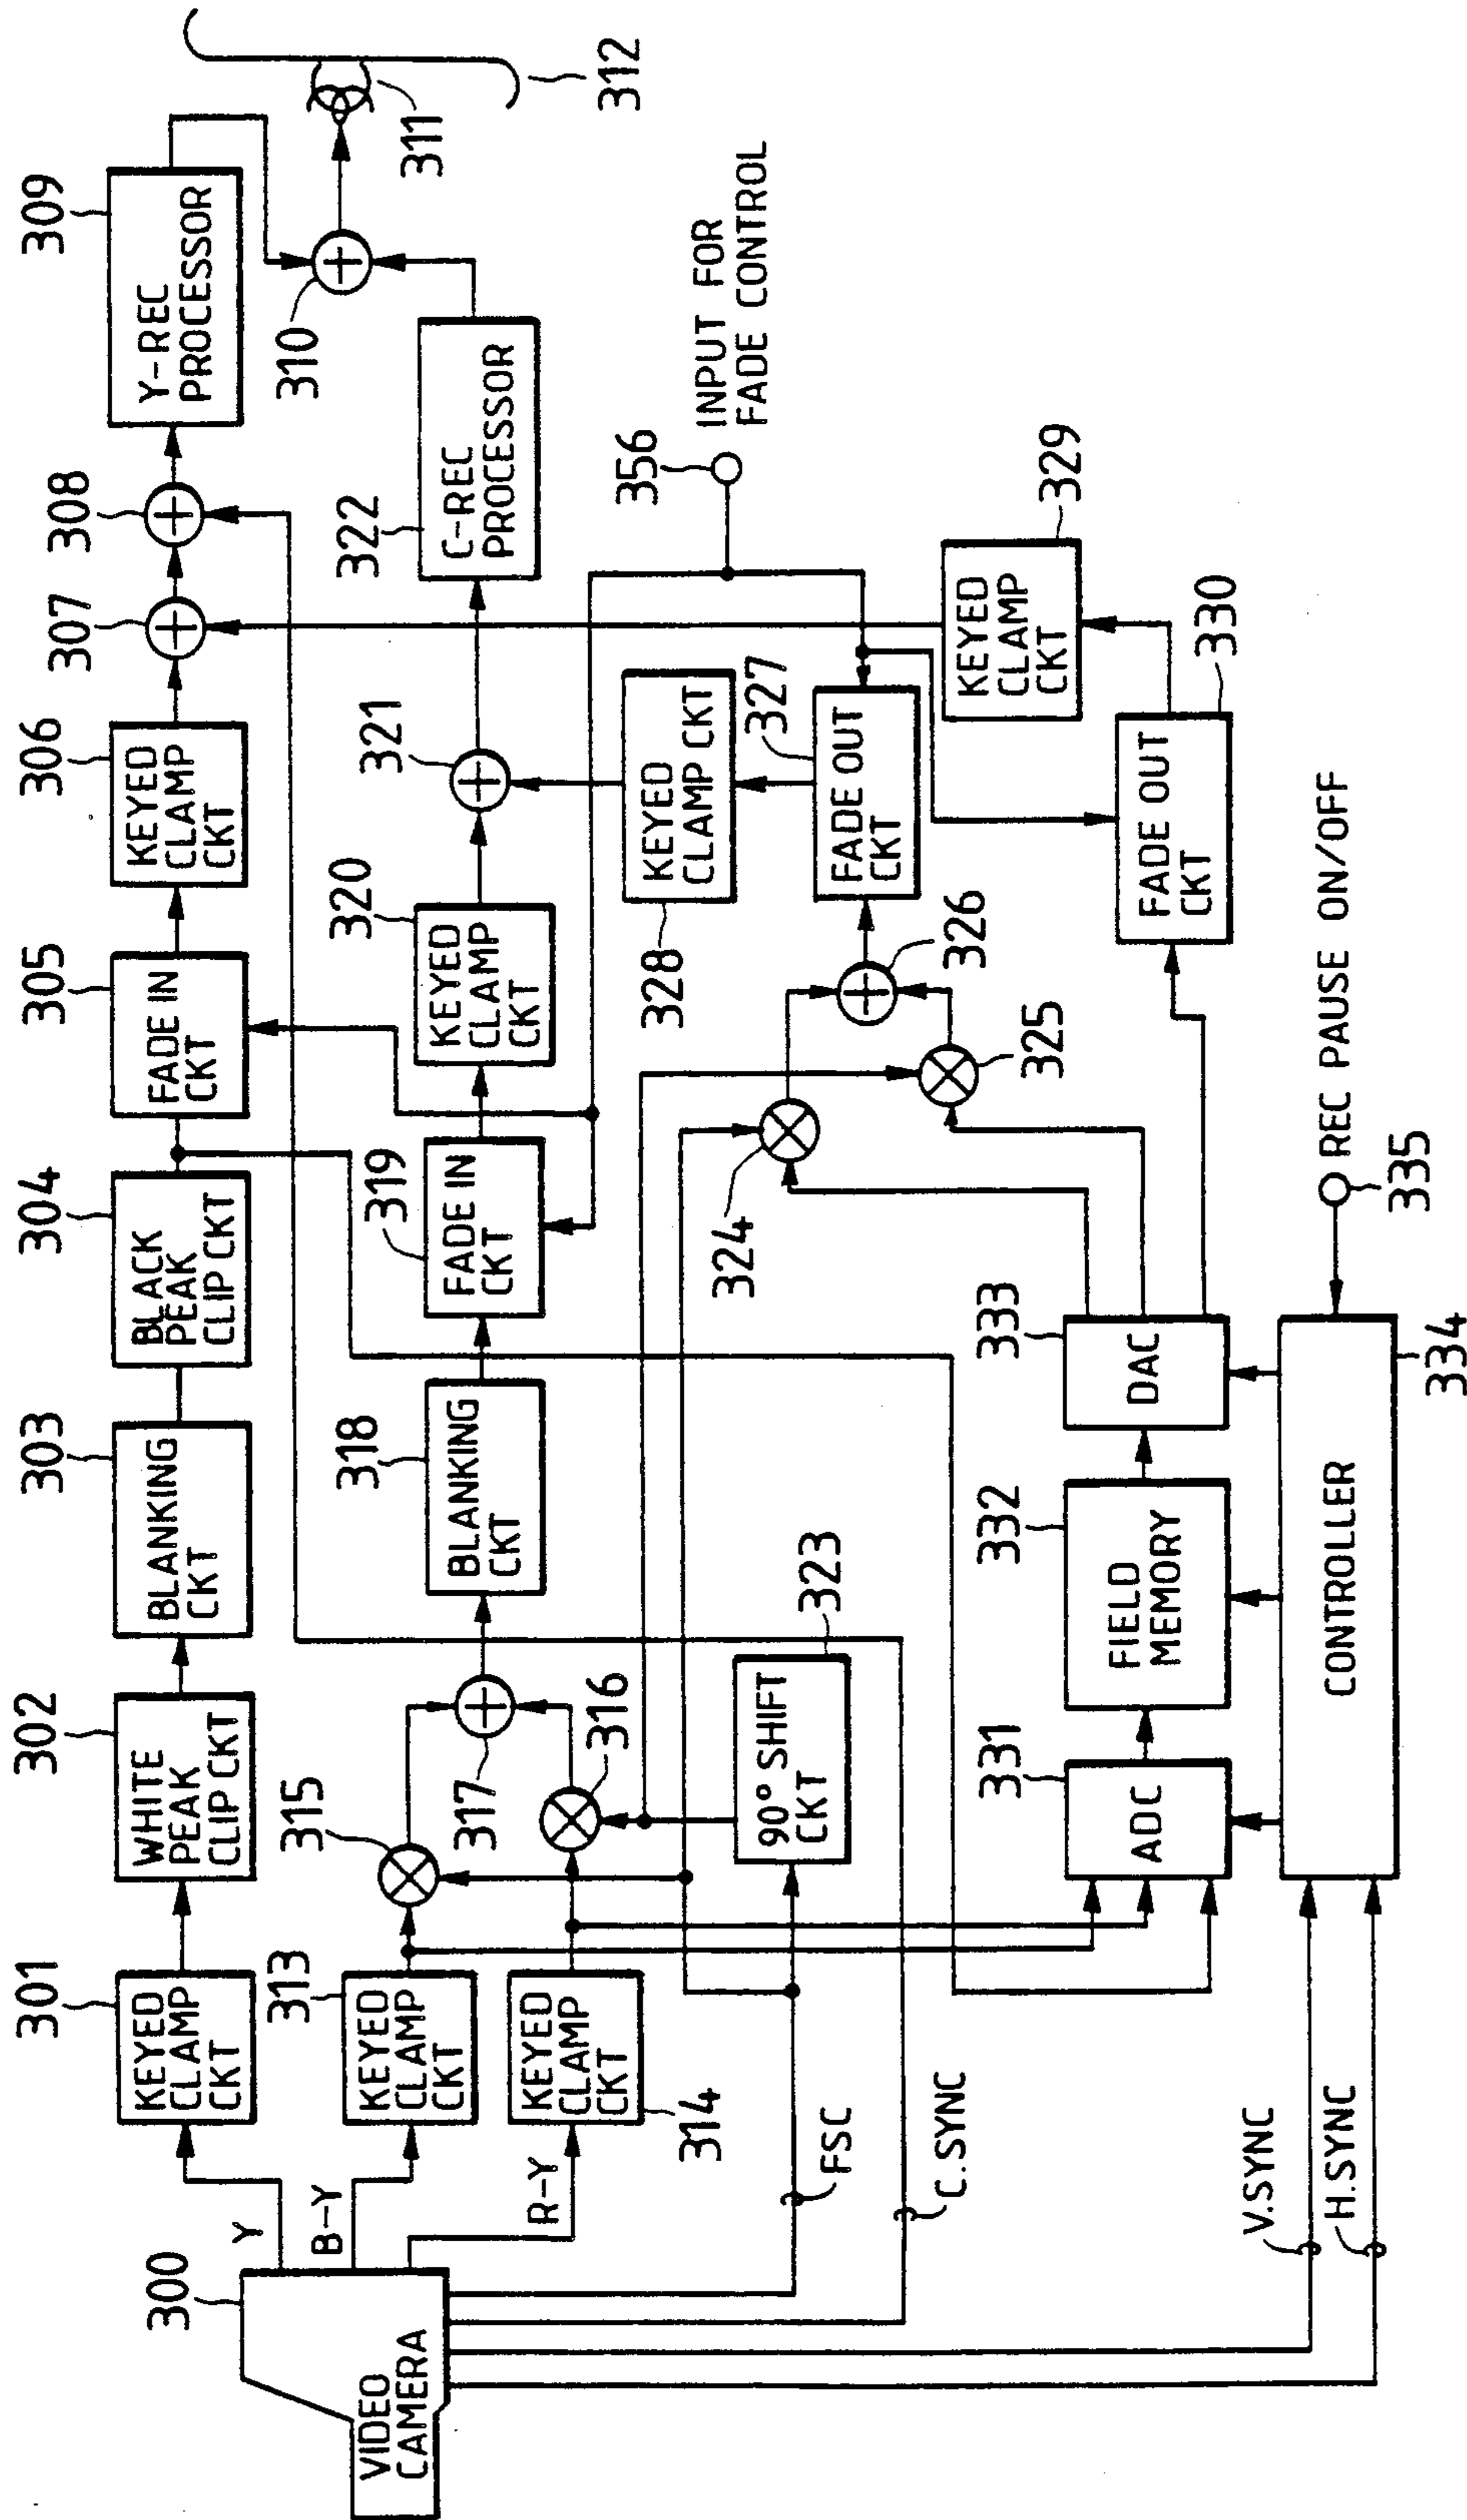 300
VIDEO
CAMERA
Y
B-Y
R-Y
FSC
C.SYNC
V.SYNC
H.SYNC
301
KEYED
CLAMP
CKT
302
WHITE
PEAK
CLIP CKT
303
BLANKING
CKT
304
BLACK
PEAK
CLIP CKT
305
FADE IN
CKT
306
KEYED
CLAMP
CKT
307
308
309
Y-REC
PROCESSOR
310
311
312
313
KEYED
CLAMP
CKT
314
KEYED
CLAMP
CKT
315
316
317
318
BLANKING
CKT
319
FADE IN
CKT
320
KEYED
CLAMP
CKT
321
322
C-REC
PROCESSOR
323
90° SHIFT
CKT
324
325
326
327
FADE OUT
CKT
328
KEYED
CLAMP CKT
356
INPUT FOR
FADE CONTROL
329
KEYED
CLAMP
CKT
330
FADE OUT
CKT
331
ADC
332
FIELD
MEMORY
333
DAC
334
CONTROLLER
335
REC PAUSE ON/OFF